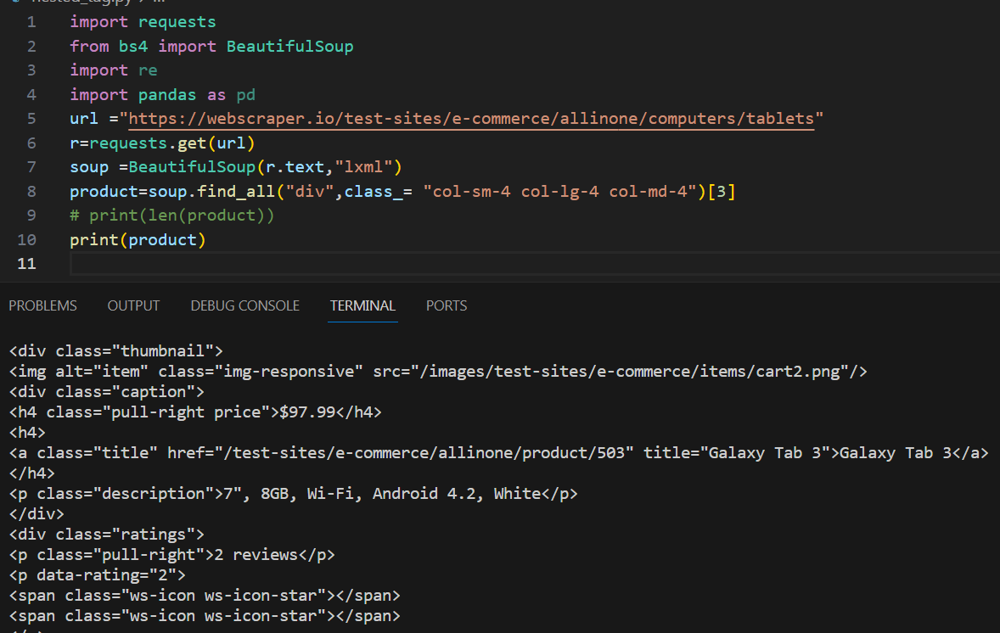 nested_tag.py > ...
1 import requests
2 from bs4 import BeautifulSoup
3 import re
4 import pandas as pd
5 url ="https://webscraper.io/test-sites/e-commerce/allinone/computers/tablets"
6 r=requests.get(url)
7 soup =BeautifulSoup(r.text,"lxml")
8 product=soup.find_all("div",class_= "col-sm-4 col-lg-4 col-md-4")[3]
9 # print(len(product))
10 print(product)
11
PROBLEMS OUTPUT DEBUG CONSOLE TERMINAL PORTS
<div class="thumbnail">
<img alt="item" class="img-responsive" src="/images/test-sites/e-commerce/items/cart2.png"/>
<div class="caption">
<h4 class="pull-right price">$97.99</h4>
<h4>
<a class="title" href="/test-sites/e-commerce/allinone/product/503" title="Galaxy Tab 3">Galaxy Tab 3</a>
</h4>
<p class="description">7", 8GB, Wi-Fi, Android 4.2, White</p>
</div>
<div class="ratings">
<p class="pull-right">2 reviews</p>
<p data-rating="2">
<span class="ws-icon ws-icon-star"></span>
<span class="ws-icon ws-icon-star"></span>